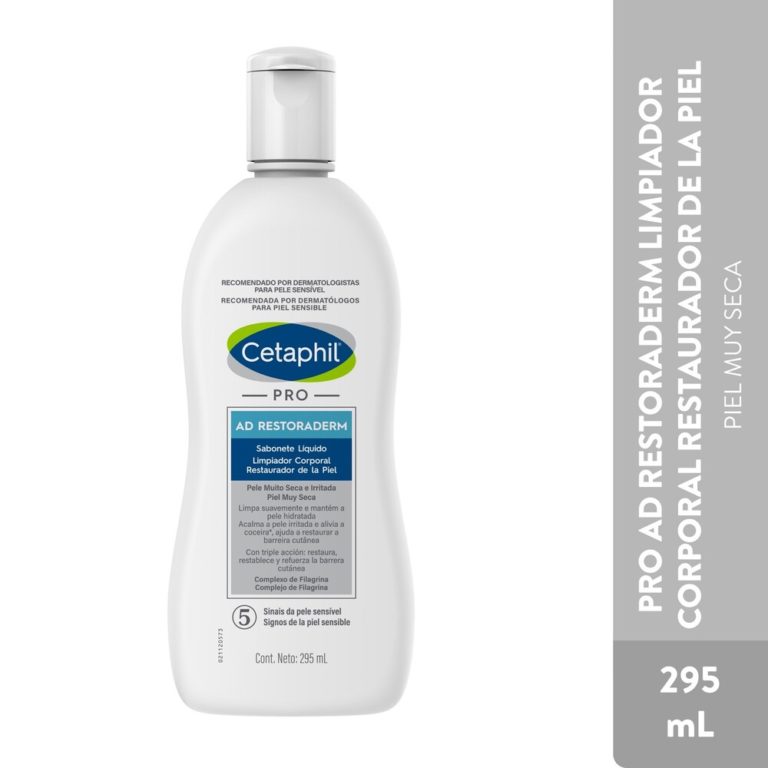 RECOMENDADO POR DERMATOLOGISTAS
PARA PELE SENSÍVEL
RECOMENDADA POR DERMATÓLOGOS
PARA PIEL SENSIBLE
Cetaphil®
PRO
AD RESTORADERM
Sabonete Líquido
Limpiador Corporal
Restaurador de la Piel
Pele Muito Seca e Irritada
Piel Muy Seca
Limpa suavemente e mantém a
pele hidratada
Acalma a pele irritada e alivia a
coceira*, ajuda a restaurar a
barreira cutánea
Con triple acción: restaura,
restablece y refuerza la barrera
cutánea
Complexo de Filagrina
Complejo de Filagrina
5
Sinais da pele sensível
Signos de la piel sensible
021120573
Cont. Neto: 295 mL
PRO AD RESTORADERM LIMPIADOR
CORPORAL RESTAURADOR DE LA PIEL
PIEL MUY SECA
295
mL